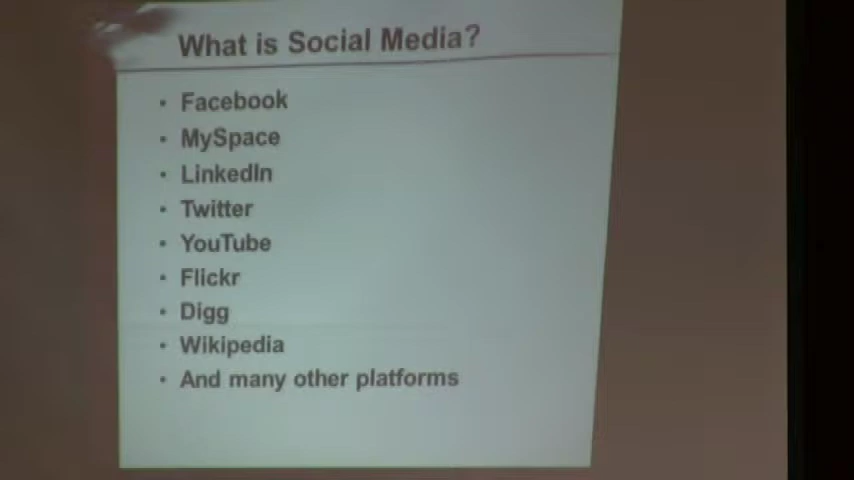 What is Social Media?
• Facebook
• MySpace
• LinkedIn
• Twitter
• YouTube
• Flickr
• Digg
• Wikipedia
• And many other platforms